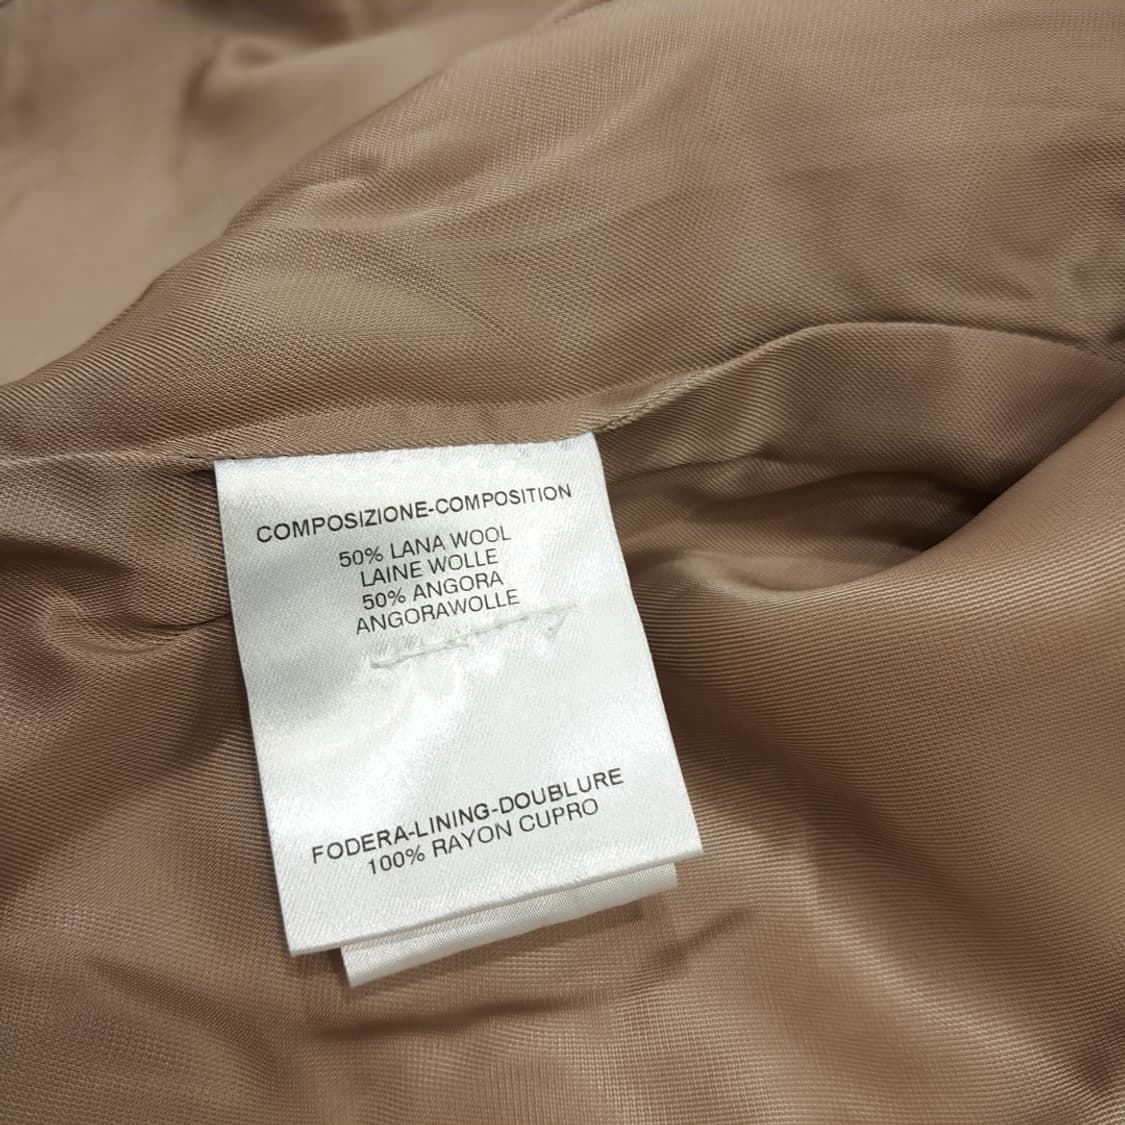 COMPOSIZIONE-COMPOSITION
50% LANA WOOL
LAINE WOLLE
50% ANGORA
ANGORAWOLLE
FODERA-LINING-DOUBLURE
100% RAYON CUPRO